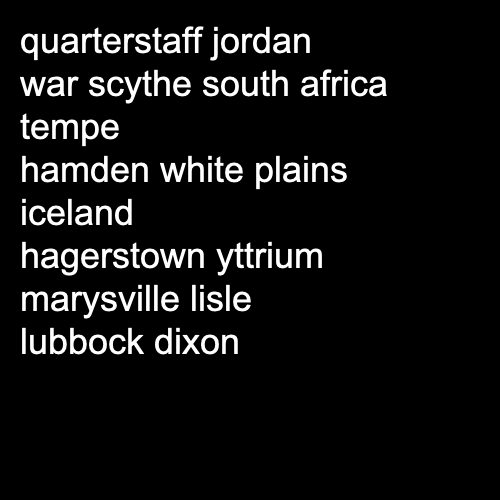 quarterstaff jordan
war scythe south africa
tempe
hamden white plains
iceland
hagerstown yttrium
marysville lisle
lubbock dixon